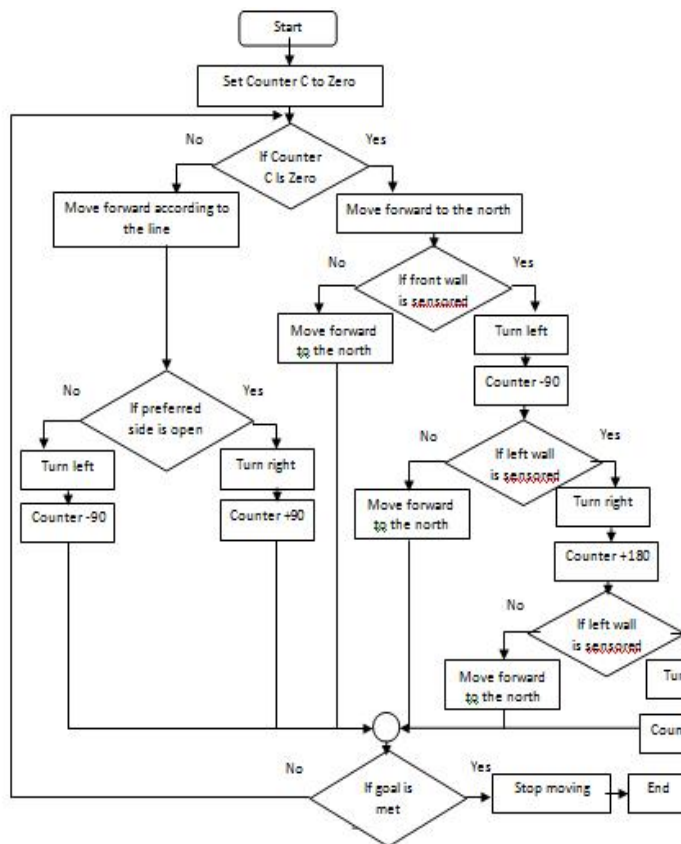 Start
Set Counter C to Zero
No
Yes
If Counter
C Is Zero
Move forward according to
the line
Move forward to the north
No
Yes
If front wall
is sensored
Move forward
to the north
Turn left
Counter -90
No
Yes
If preferred
side is open
No
Yes
If left wall
is sensored
Turn left
Turn right
Counter -90
Counter +90
Move forward
to the north
Turn right
Counter +180
No
If left wall
is sensored
Move forward
to the north
No
Yes
If goal is
met
Stop moving
End